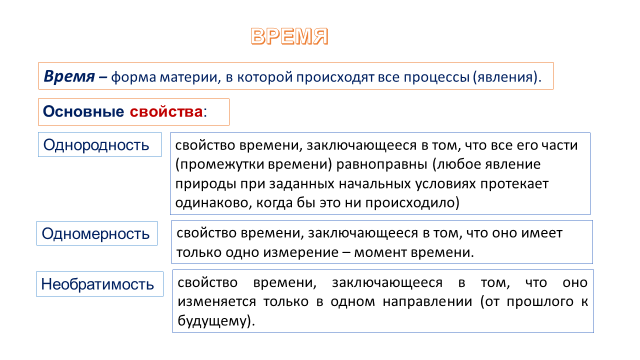 ВРЕМЯ
Время – форма материи, в которой происходят все процессы (явления).
Основные свойства:
Однородность
свойство времени, заключающееся в том, что все его части
(промежутки времени) равноправны (любое явление
природы при заданных начальных условиях протекает
одинаково, когда бы это ни происходило)
Одномерность
свойство времени, заключающееся в том, что оно имеет
только одно измерение – момент времени.
Необратимость
свойство времени, заключающееся в том, что оно
изменяется только в одном направлении (от прошлого к
будущему).